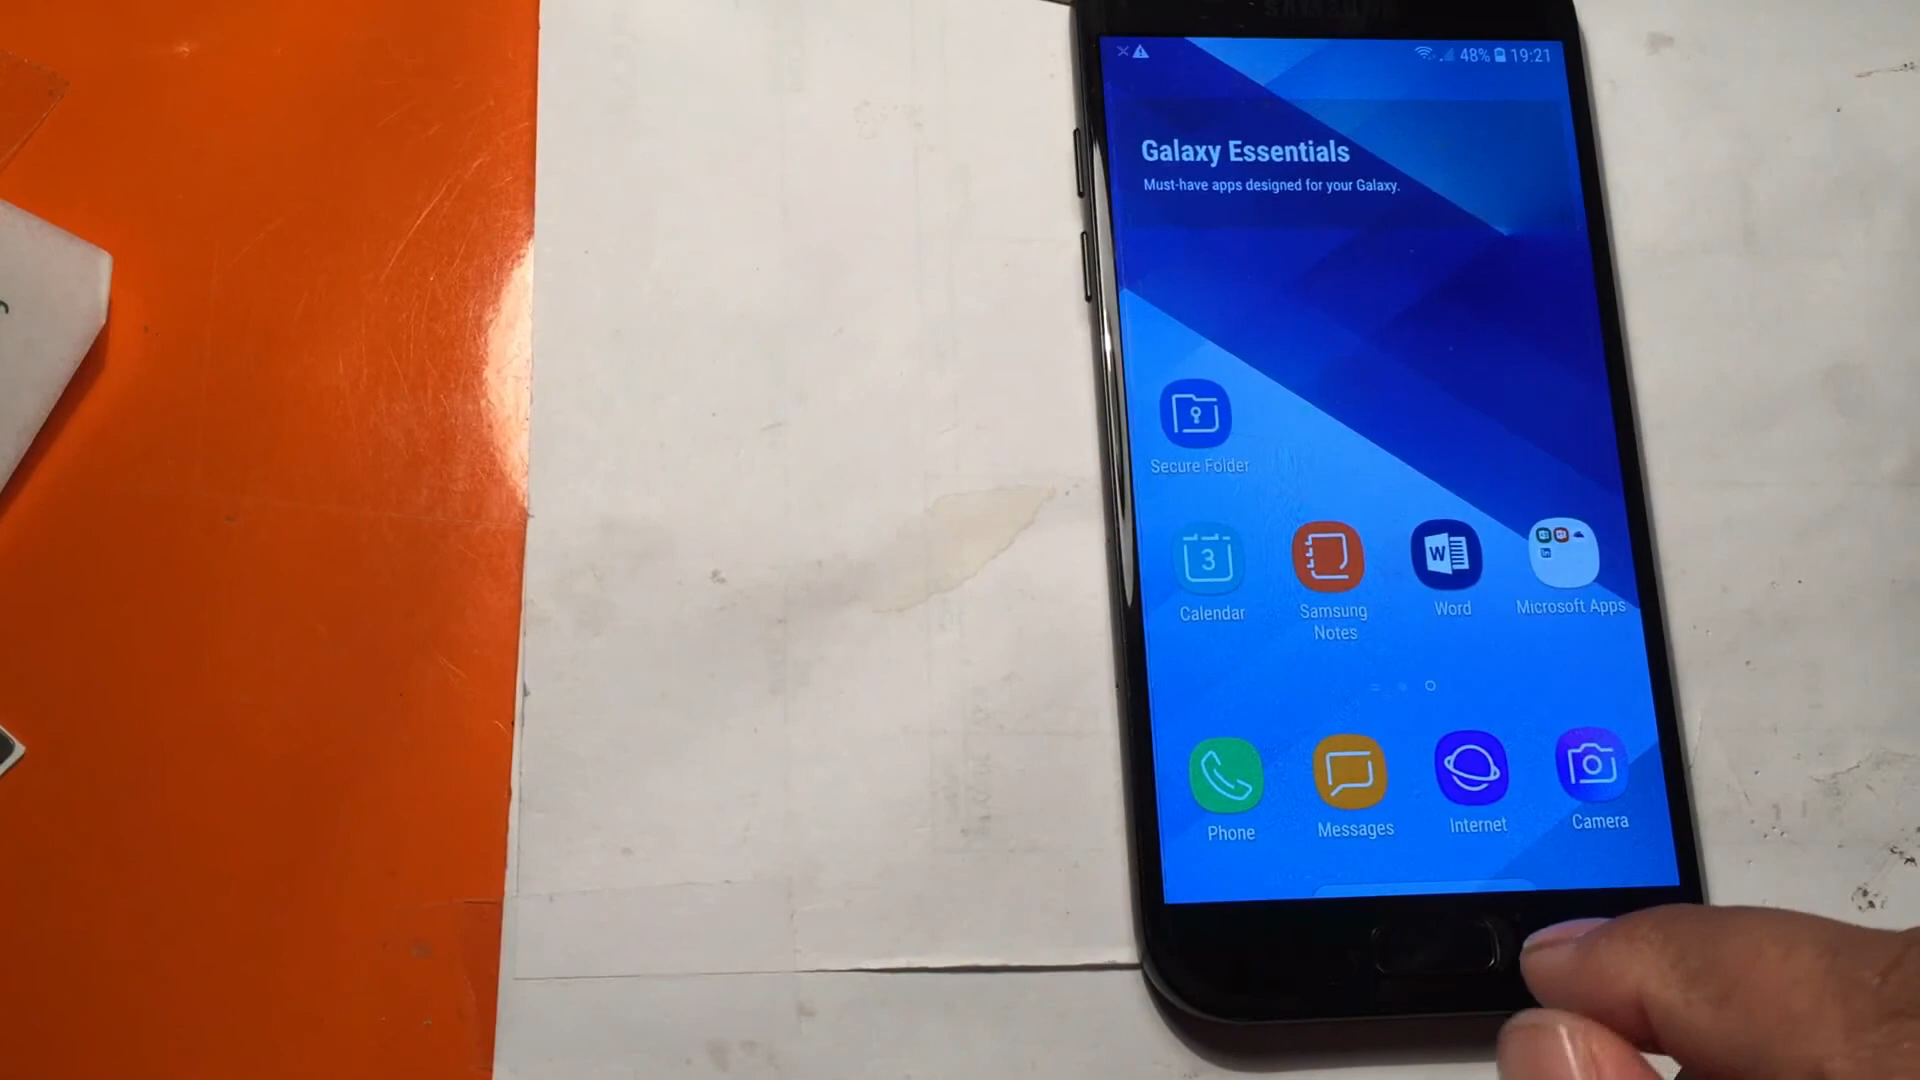 SAMSUNG
48% 19:21
Galaxy Essentials
Must-have apps designed for your Galaxy.
Secure Folder
3
W
Calendar
Samsung
Notes
Word
Microsoft Apps
Phone
Messages
Internet
Camera